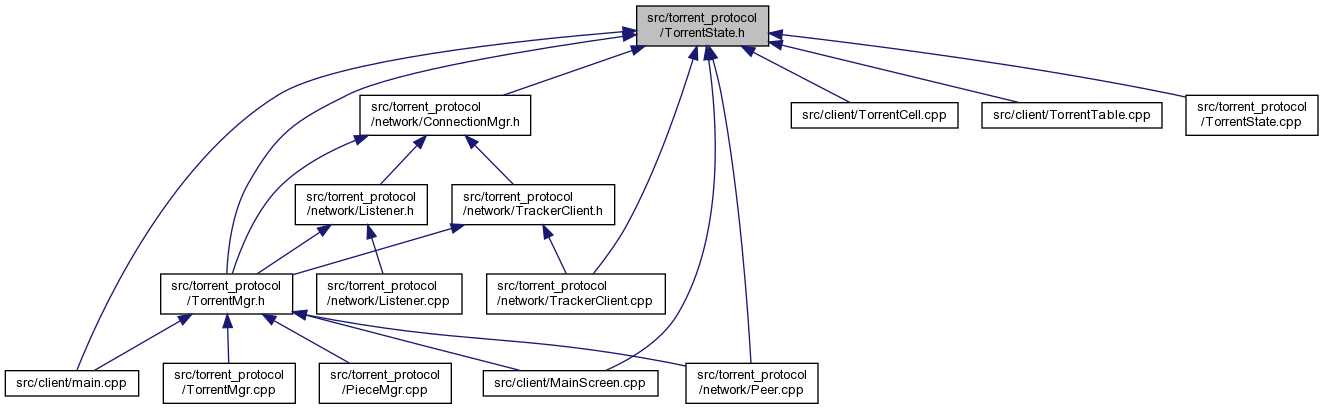 src/torrent_protocol
/TorrentState.h
src/torrent_protocol
/network/ConnectionMgr.h
src/client/TorrentCell.cpp
src/client/TorrentTable.cpp
src/torrent_protocol
/TorrentState.cpp
src/torrent_protocol
/network/Listener.h
src/torrent_protocol
/network/TrackerClient.h
src/torrent_protocol
/TorrentMgr.h
src/torrent_protocol
/network/Listener.cpp
src/torrent_protocol
/network/TrackerClient.cpp
src/client/main.cpp
src/torrent_protocol
/TorrentMgr.cpp
src/torrent_protocol
/PieceMgr.cpp
src/client/MainScreen.cpp
src/torrent_protocol
/network/Peer.cpp